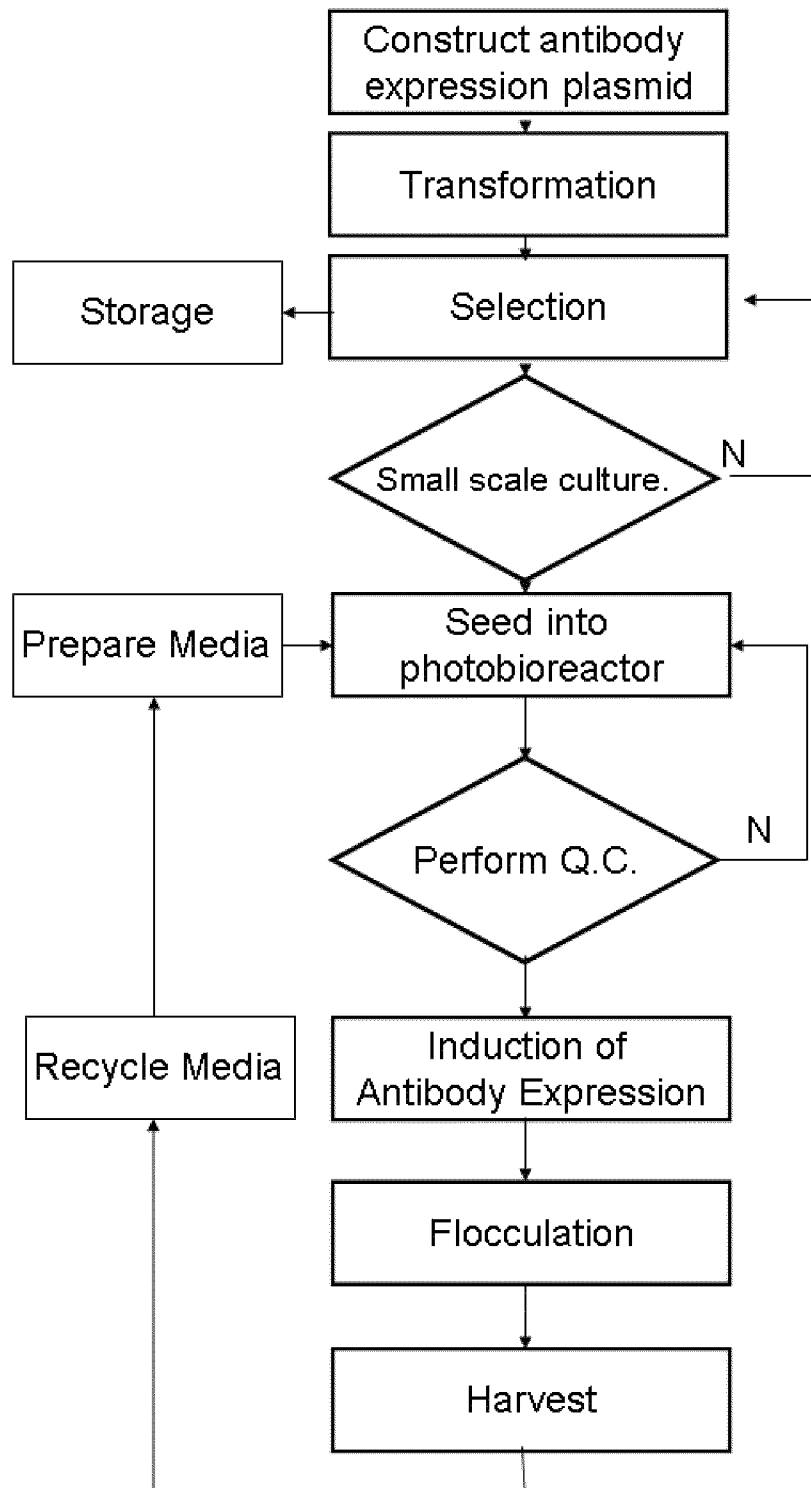 Construct antibody
expression plasmid
Transformation
Storage
Selection
Small scale culture.
N
Prepare Media
Seed into
photobioreactor
Perform Q.C.
N
Recycle Media
Induction of
Antibody Expression
Flocculation
Harvest